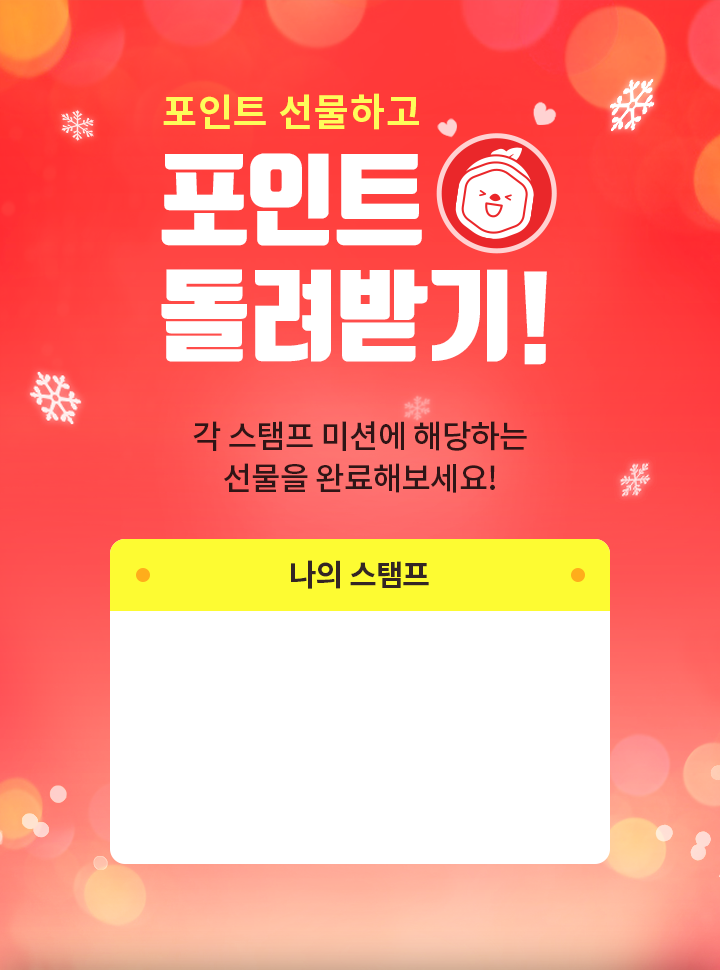 포인트 선물하고
포인트
돌려받기!
각 스탬프 미션에 해당하는
선물을 완료해보세요!
나의 스탬프